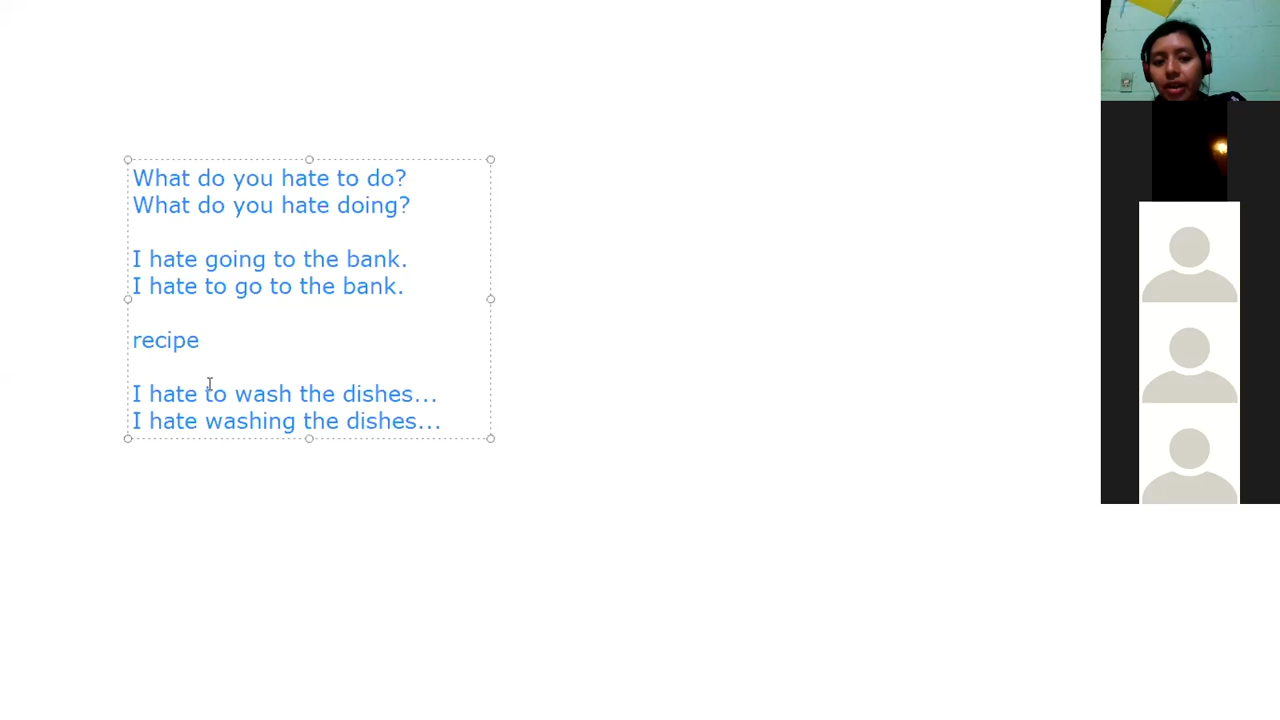 What do you hate to do?
What do you hate doing?
I hate going to the bank.
I hate to go to the bank.
recipe
I hate to wash the dishes...
I hate washing the dishes...